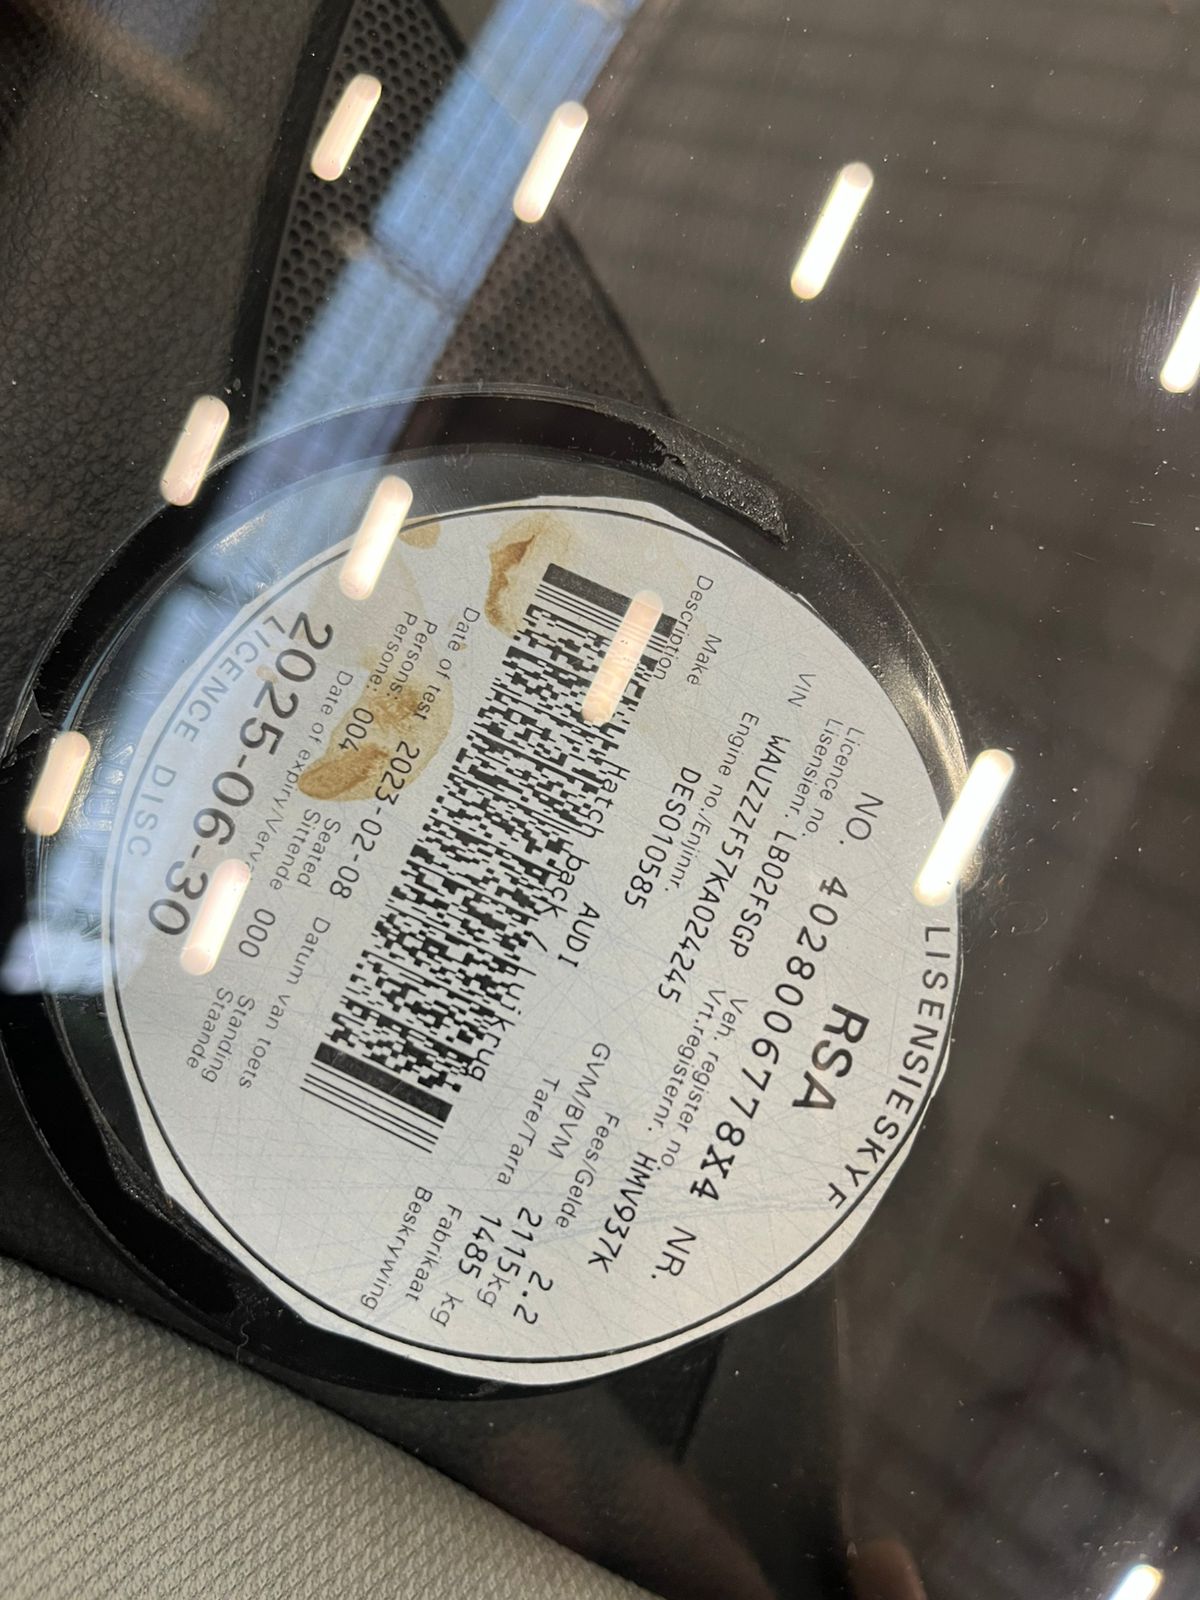 LISENSIESKYF
RSA
NO. 4028006778X4 NR.
Licence no.
Lisensienr. LB02FSGP
Veh. register no.
Vrt.registernr. HMV937K
VIN WAUZZZF57KA024245
Engine no./Enjinnr.
DES010585
Fees/Gelde 2.2
GVM/BVM 2115kg
Tare/Tarra 1485 kg
Make AUDI Fabrikaat
Description Hatch back / luikrug Beskrywing
Date of test 2023-02-08 Datum van toets
Persons: 004 Seated 000 Standing
Persone: Sittende Staande
Date of expiry/Verval
2025-06-30
LICENCE DISC